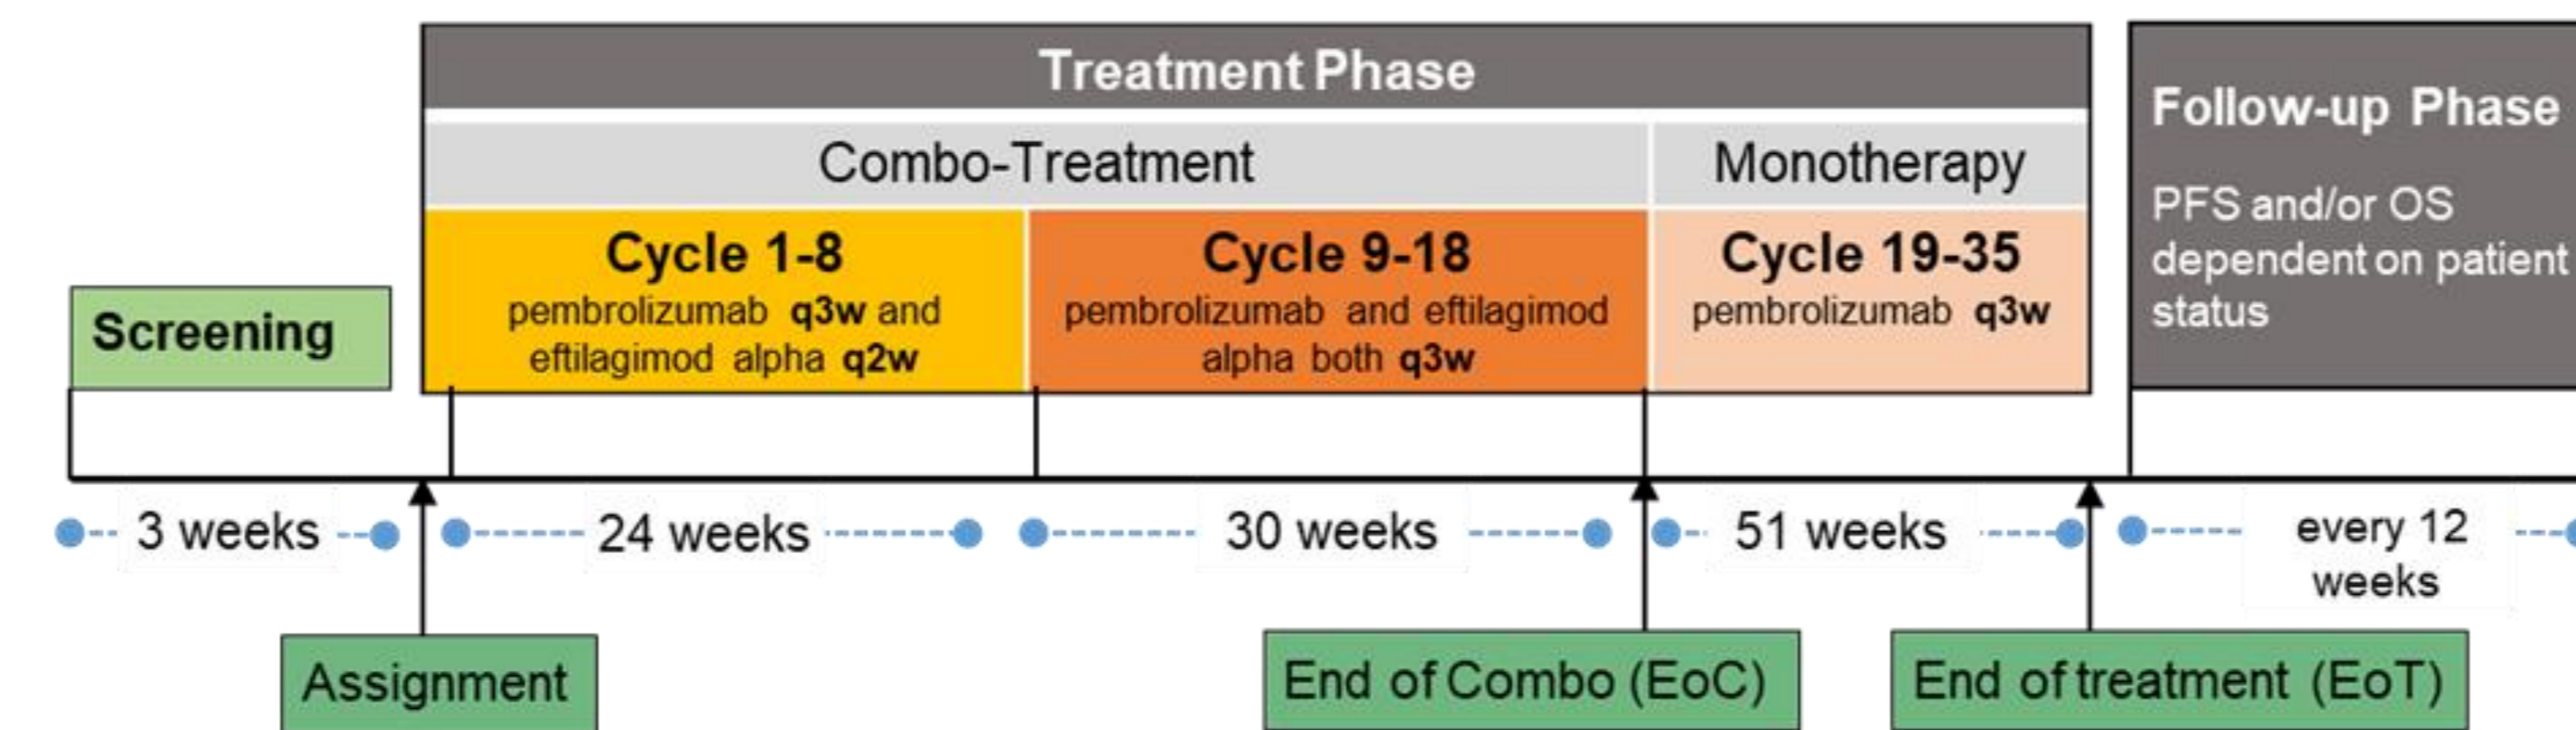 Treatment Phase
Combo-Treatment
Monotherapy
Cycle 1-8
pembrolizumab q3w and
eftilagimod alpha q2w
Cycle 9-18
pembrolizumab and eftilagimod
alpha both q3w
Cycle 19-35
pembrolizumab q3w
Follow-up Phase
PFS and/or OS
dependent on patient
status
Screening
3 weeks
24 weeks
30 weeks
51 weeks
every 12
weeks
Assignment
End of Combo (EoC)
End of treatment (EoT)